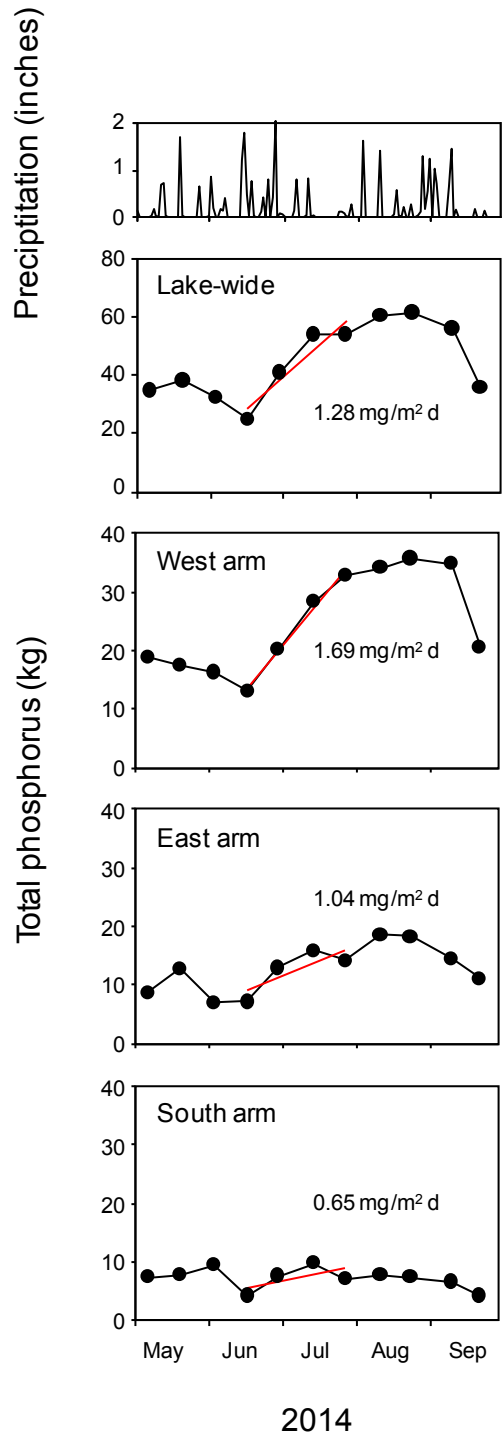 Preciptitation (inches)
2
1
0
Lake-wide
80
60
40
20
0
1.28 mg/m² d
Total phosphorus (kg)
West arm
40
30
20
10
0
1.69 mg/m² d
East arm
40
30
20
10
0
1.04 mg/m² d
South arm
40
30
20
10
0
0.65 mg/m² d
May Jun Jul Aug Sep
2014